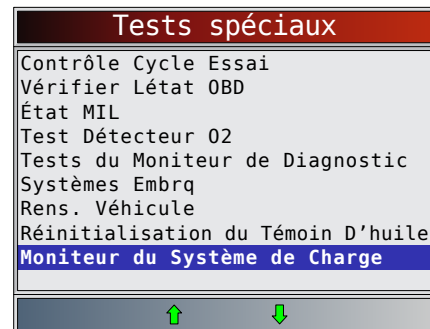 Tests spéciaux
Contrôle Cycle Essai
Vérifier Létat OBD
État MIL
Test Détecteur O2
Tests du Moniteur de Diagnostic
Systèmes Embrq
Rens. Véhicule
Réinitialisation du Témoin D'huile
Moniteur du Système de Charge